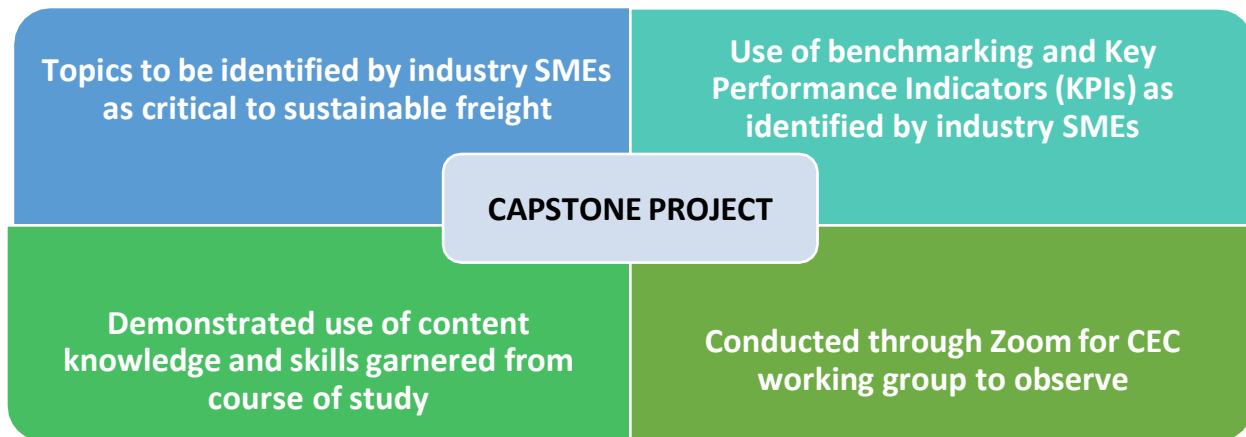 Topics to be identified by industry SMEs
as critical to sustainable freight
Use of benchmarking and Key
Performance Indicators (KPIs) as
identified by industry SMEs
CAPSTONE PROJECT
Demonstrated use of content
knowledge and skills garnered from
course of study
Conducted through Zoom for CEC
working group to observe